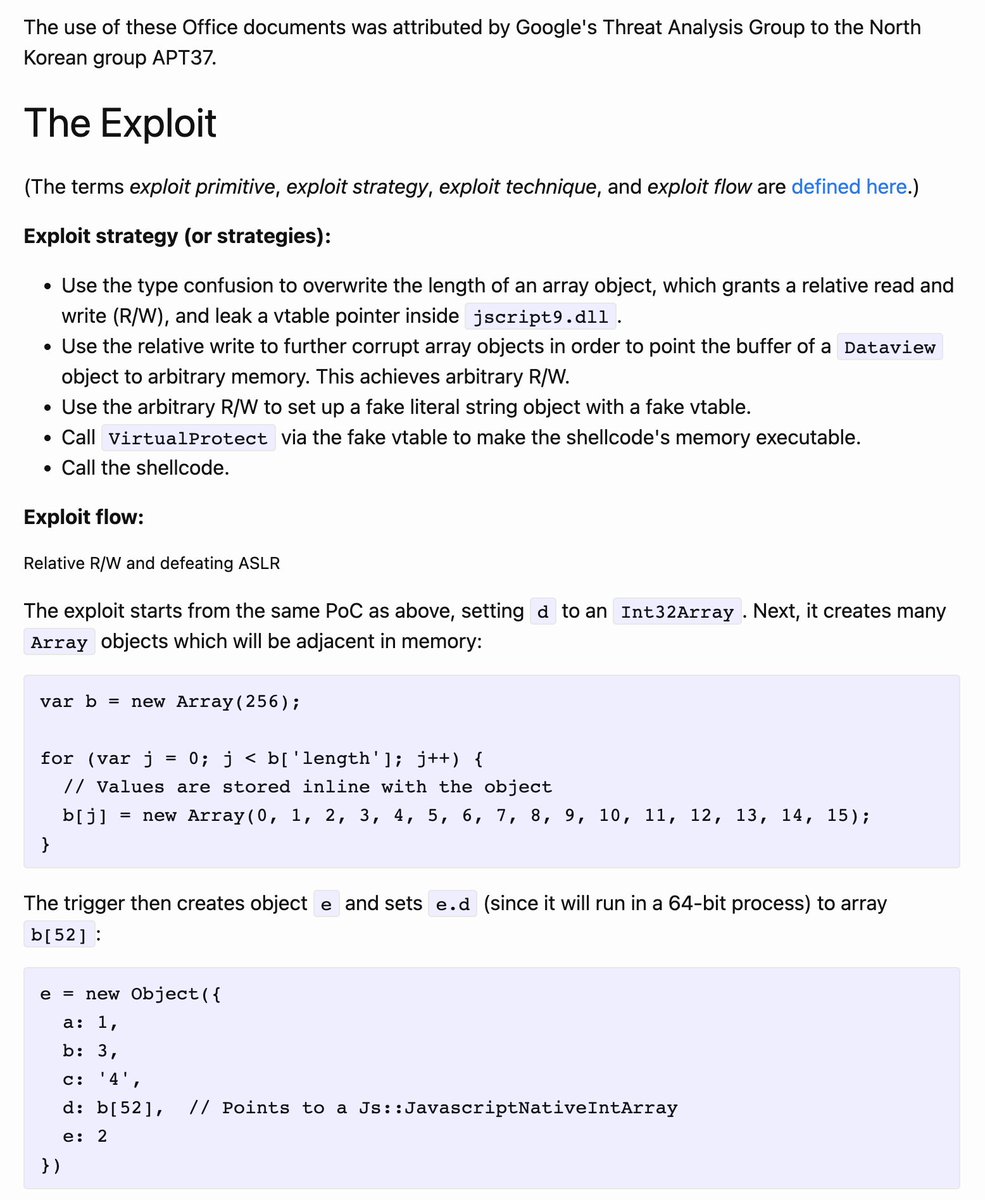 The use of these Office documents was attributed by Google's Threat Analysis Group to the North
Korean group APT37.
The Exploit
(The terms exploit primitive, exploit strategy, exploit technique, and exploit flow are defined here.)
Exploit strategy (or strategies):
• Use the type confusion to overwrite the length of an array object, which grants a relative read and
write (R/W), and leak a vtable pointer inside jscript9.dll.
• Use the relative write to further corrupt array objects in order to point the buffer of a Dataview
object to arbitrary memory. This achieves arbitrary R/W.
• Use the arbitrary R/W to set up a fake literal string object with a fake vtable.
• Call VirtualProtect via the fake vtable to make the shellcode's memory executable.
• Call the shellcode.
Exploit flow:
Relative R/W and defeating ASLR
The exploit starts from the same PoC as above, setting d to an Int32Array. Next, it creates many
Array objects which will be adjacent in memory:
var b = new Array(256);
for (var j = 0; j < b['length']; j++) {
  // Values are stored inline with the object
  b[j] = new Array(0, 1, 2, 3, 4, 5, 6, 7, 8, 9, 10, 11, 12, 13, 14, 15);
}
The trigger then creates object e and sets e.d (since it will run in a 64-bit process) to array
b[52]:
e = new Object({
  a: 1,
  b: 3,
  c: '4',
  d: b[52],  // Points to a Js::JavascriptNativeIntArray
  e: 2
})